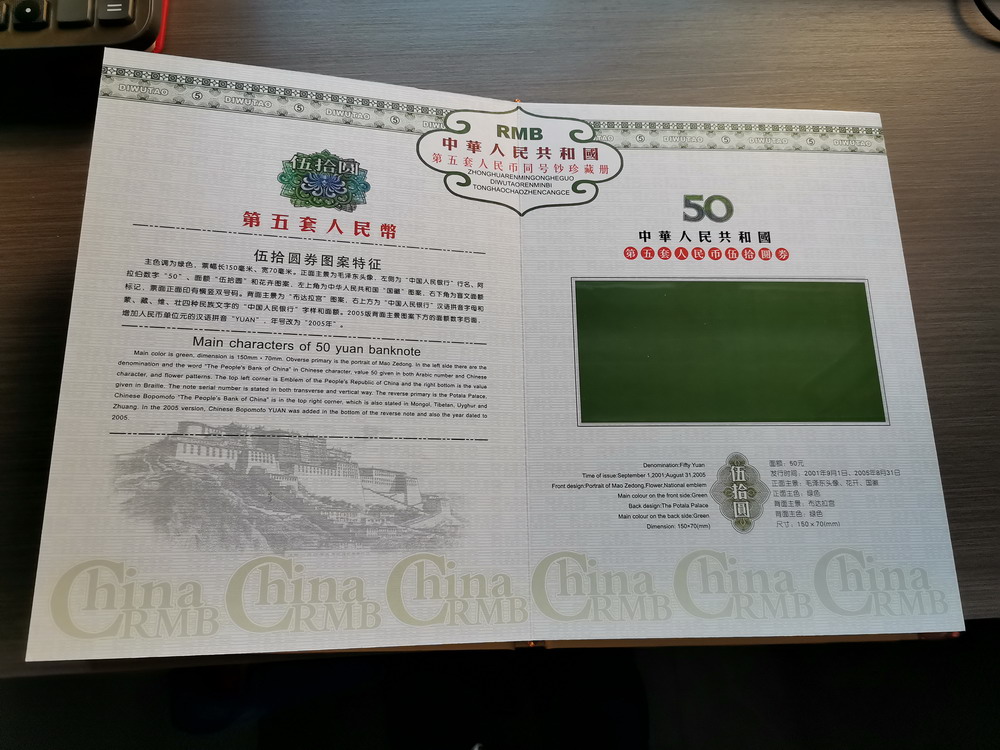 DIWUTAO ⑤ DIWUTAO ⑤ DIWUTAO ⑤ DIWUTAO ⑤
RMB
中華人民共和國
第五套人民币同号钞珍藏册
ZHONGHUARENMINGONGHEGUO
DIWUTAORENMINBI
TONGHAOCHAOZHENCANGCE
伍拾圆
第五套人民幣
伍拾圆券图案特征
主色调为绿色，票幅长150毫米、宽70毫米。正面主景为毛泽东头像，左侧为“中国人民银行”行名、阿
拉伯数字“50”、面额“伍拾圆”和花卉图案，左上角为中华人民共和国“国徽”图案，右下角为盲文面额
标记，票面正面印有横竖双号码。背面主景为“布达拉宫”图案，右上方为“中国人民银行”汉语拼音字母和
蒙、藏、维、壮四种民族文字的“中国人民银行”字样和面额。2005版背面主景图案下方的面额数字后面，
增加人民币单位元的汉语拼音“YUAN”，年号改为“2005年”。
Main characters of 50 yuan banknote
Main color is green, dimension is 150mm × 70mm. Obverse primary is the portrait of Mao Zedong. In the left side there are the
denomination and the word “The People's Bank of China” in Chinese character, value 50 given in both Arabic number and Chinese
character, and flower patterns. The top left corner is Emblem of the People's Republic of China and the right bottom is the value
given in Braille. The note serial number is stated in both transverse and vertical way. The reverse primary is the Potala Palace,
Chinese Bopomofo “The People's Bank of China” is in the top right corner, which is also stated in Mongol, Tibetan, Uyghur and
Zhuang. In the 2005 version, Chinese Bopomofo YUAN was added in the bottom of the reverse note and also the year dated to
2005.
China RMB China RMB China RMB
50
中華人民共和國
第五套人民币伍拾圆券
Denomination:Fifty Yuan
Time of issue:September 1,2001;August 31,2005
Front design:Portrait of Mao Zedong,Flower,National emblem
Main colour on the front side:Green
Back design:The Potala Palace
Main colour on the back side:Green
Dimension: 150×70(mm)
伍拾圆
面额：50元
发行时间：2001年9月1日、2005年8月31日
正面主景：毛泽东头像、花卉、国徽
正面主色：绿色
背面主景：布达拉宫
背面主色：绿色
尺寸：150×70(mm)
China RMB China RMB China RMB